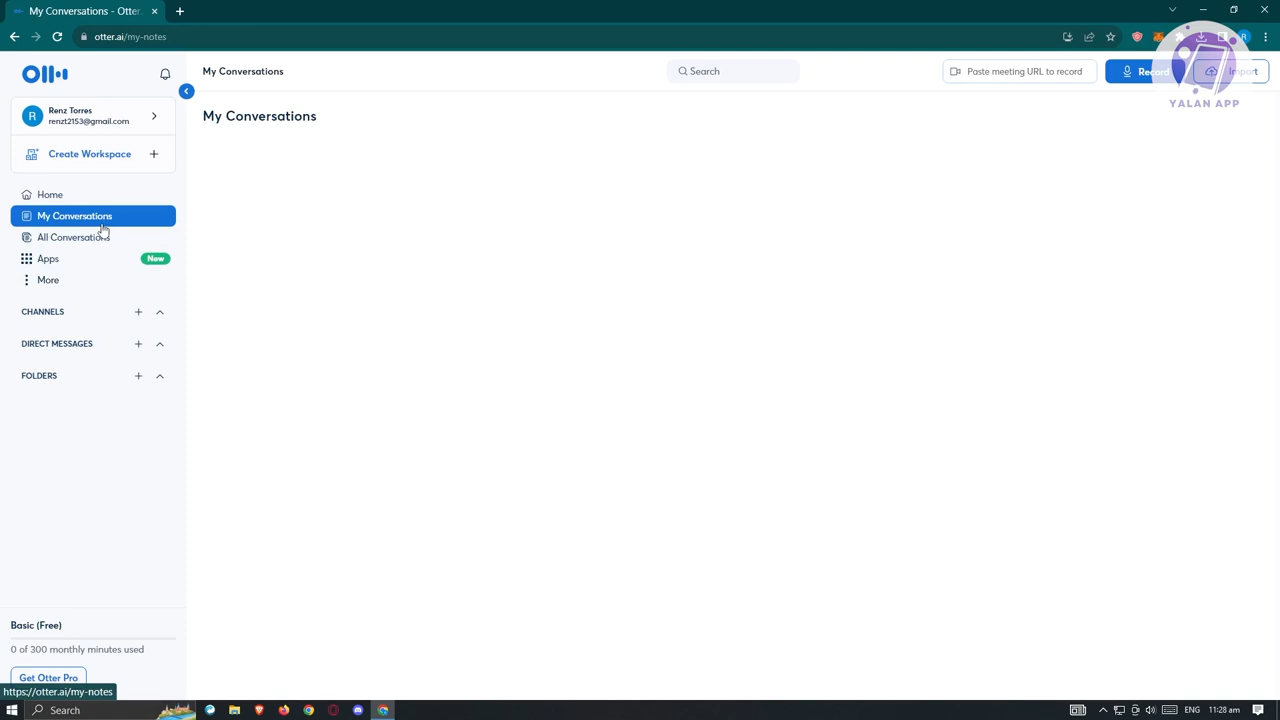 My Conversations - Otter.
otter.ai/my-notes
My Conversations
Search
Paste meeting URL to record
Record
Import
YALAN APP
Renz Torres
renzt2153@gmail.com
Create Workspace
My Conversations
Home
My Conversations
All Conversations
Apps
New
More
CHANNELS
DIRECT MESSAGES
FOLDERS
Basic (Free)
0 of 300 monthly minutes used
Get Otter Pro
https://otter.ai/my-notes
Search
ENG
11:28 am